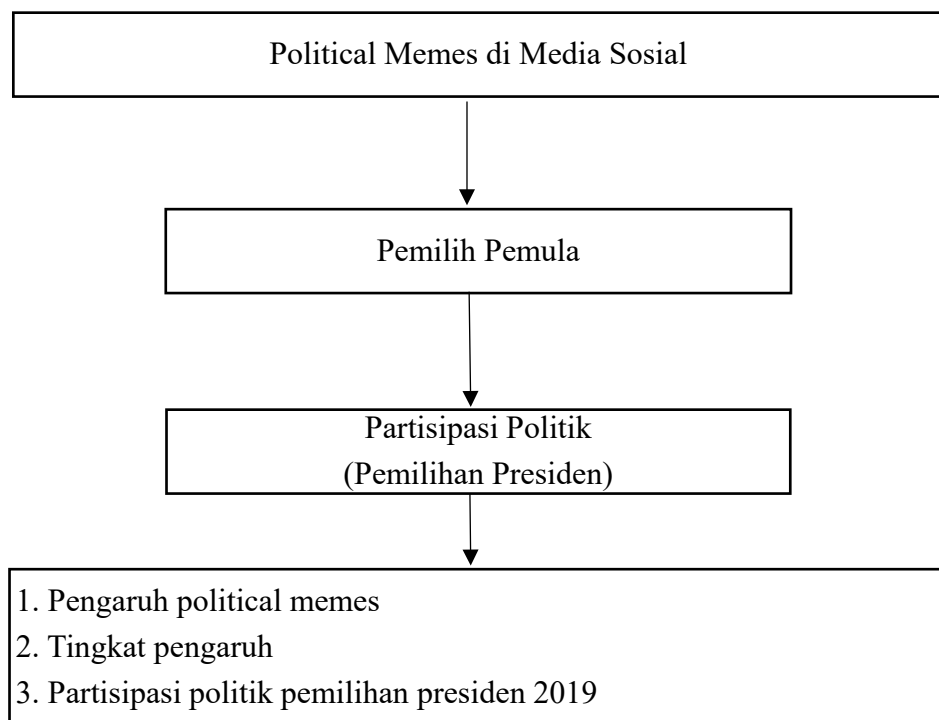 Political Memes di Media Sosial
Pemilih Pemula
Partisipasi Politik
(Pemilihan Presiden)
1. Pengaruh political memes
2. Tingkat pengaruh
3. Partisipasi politik pemilihan presiden 2019